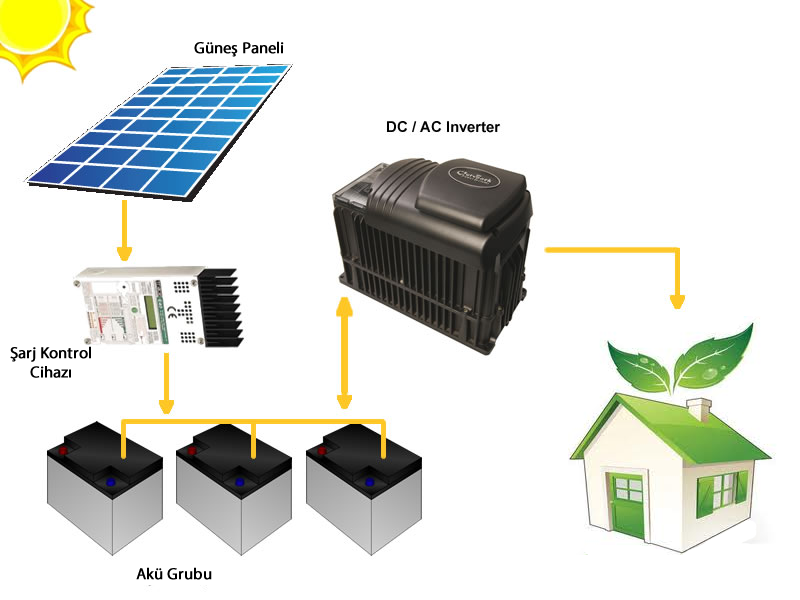 Güneş Paneli
DC / AC Inverter
Şarj Kontrol
Cihazı
Akü Grubu